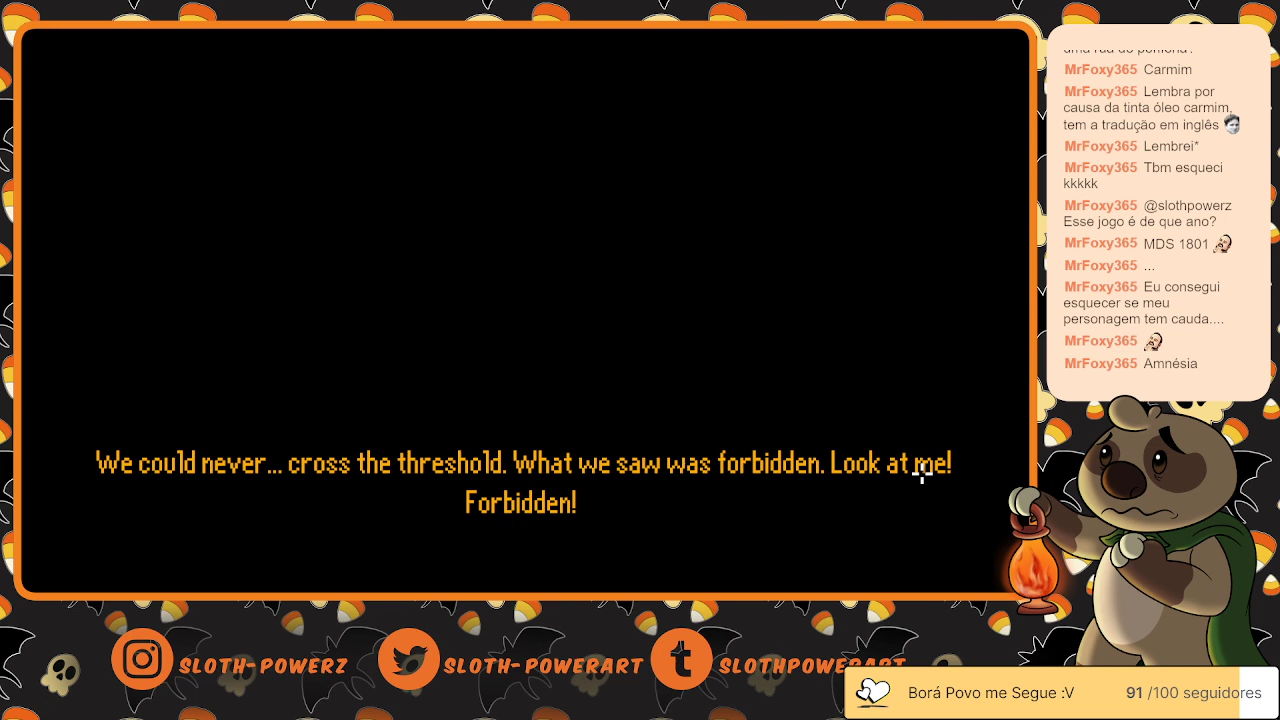 We could never... cross the threshold. What we saw was forbidden. Look at me!
Forbidden!
MrFoxy365 Carmim
MrFoxy365 Lembra por
causa da tinta óleo carmim,
tem a tradução em inglês
MrFoxy365 Lembrei*
MrFoxy365 Tbm esqueci
kkkkk
MrFoxy365 @slothpowerz
Esse jogo é de que ano?
MrFoxy365 MDS 1801
MrFoxy365 ...
MrFoxy365 Eu consegui
esquecer se meu
personagem tem cauda....
MrFoxy365
MrFoxy365 Amnésia
SLOTH-POWERZ
SLOTH-POWERART
SLOTHPOWERART
Borá Povo me Segue :V 91 /100 seguidores